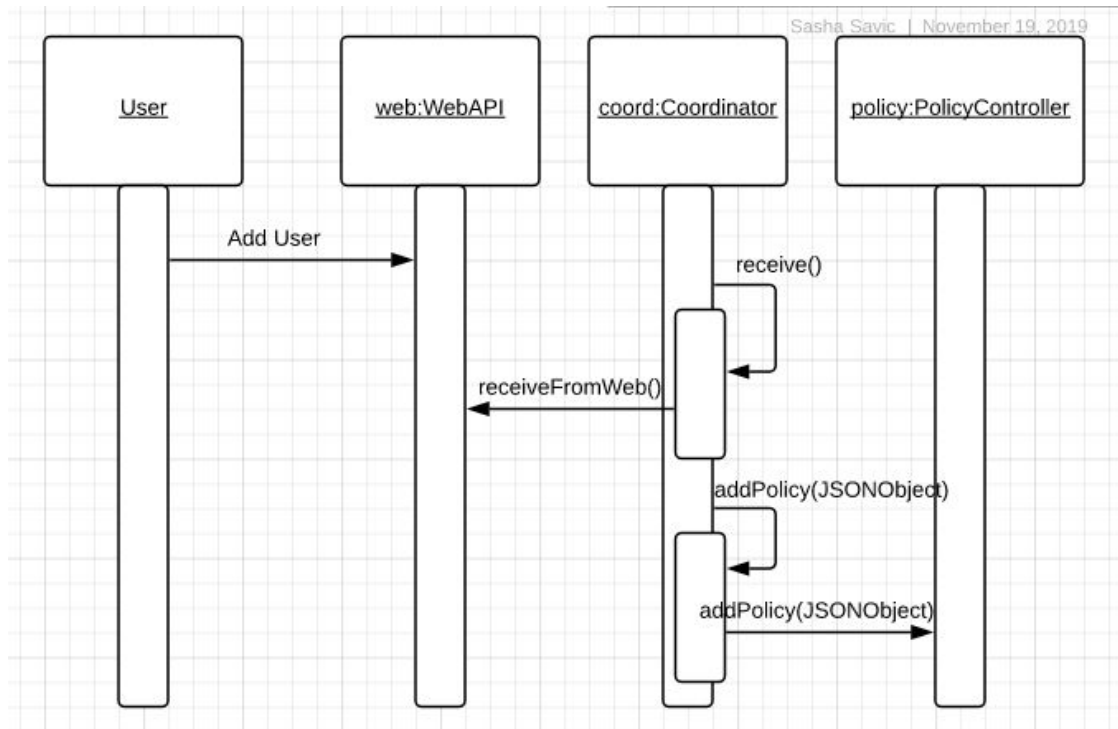 Sasha Savic | November 19, 2019
User
web:WebAPI
coord:Coordinator
policy:PolicyController
Add User
receive()
receiveFromWeb()
addPolicy(JSONObject)
addPolicy(JSONObject)